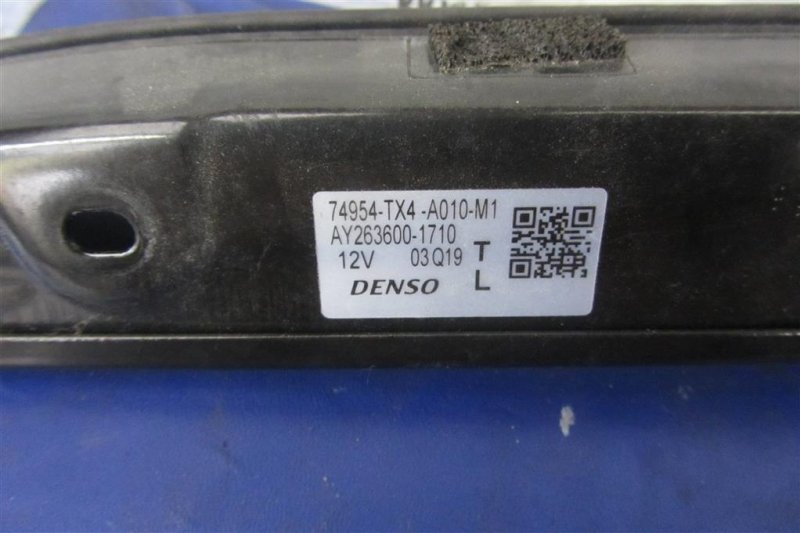 74954-TX4 -A010-M1
AY263600-1710
12V 03Q19
T
L
DENSO